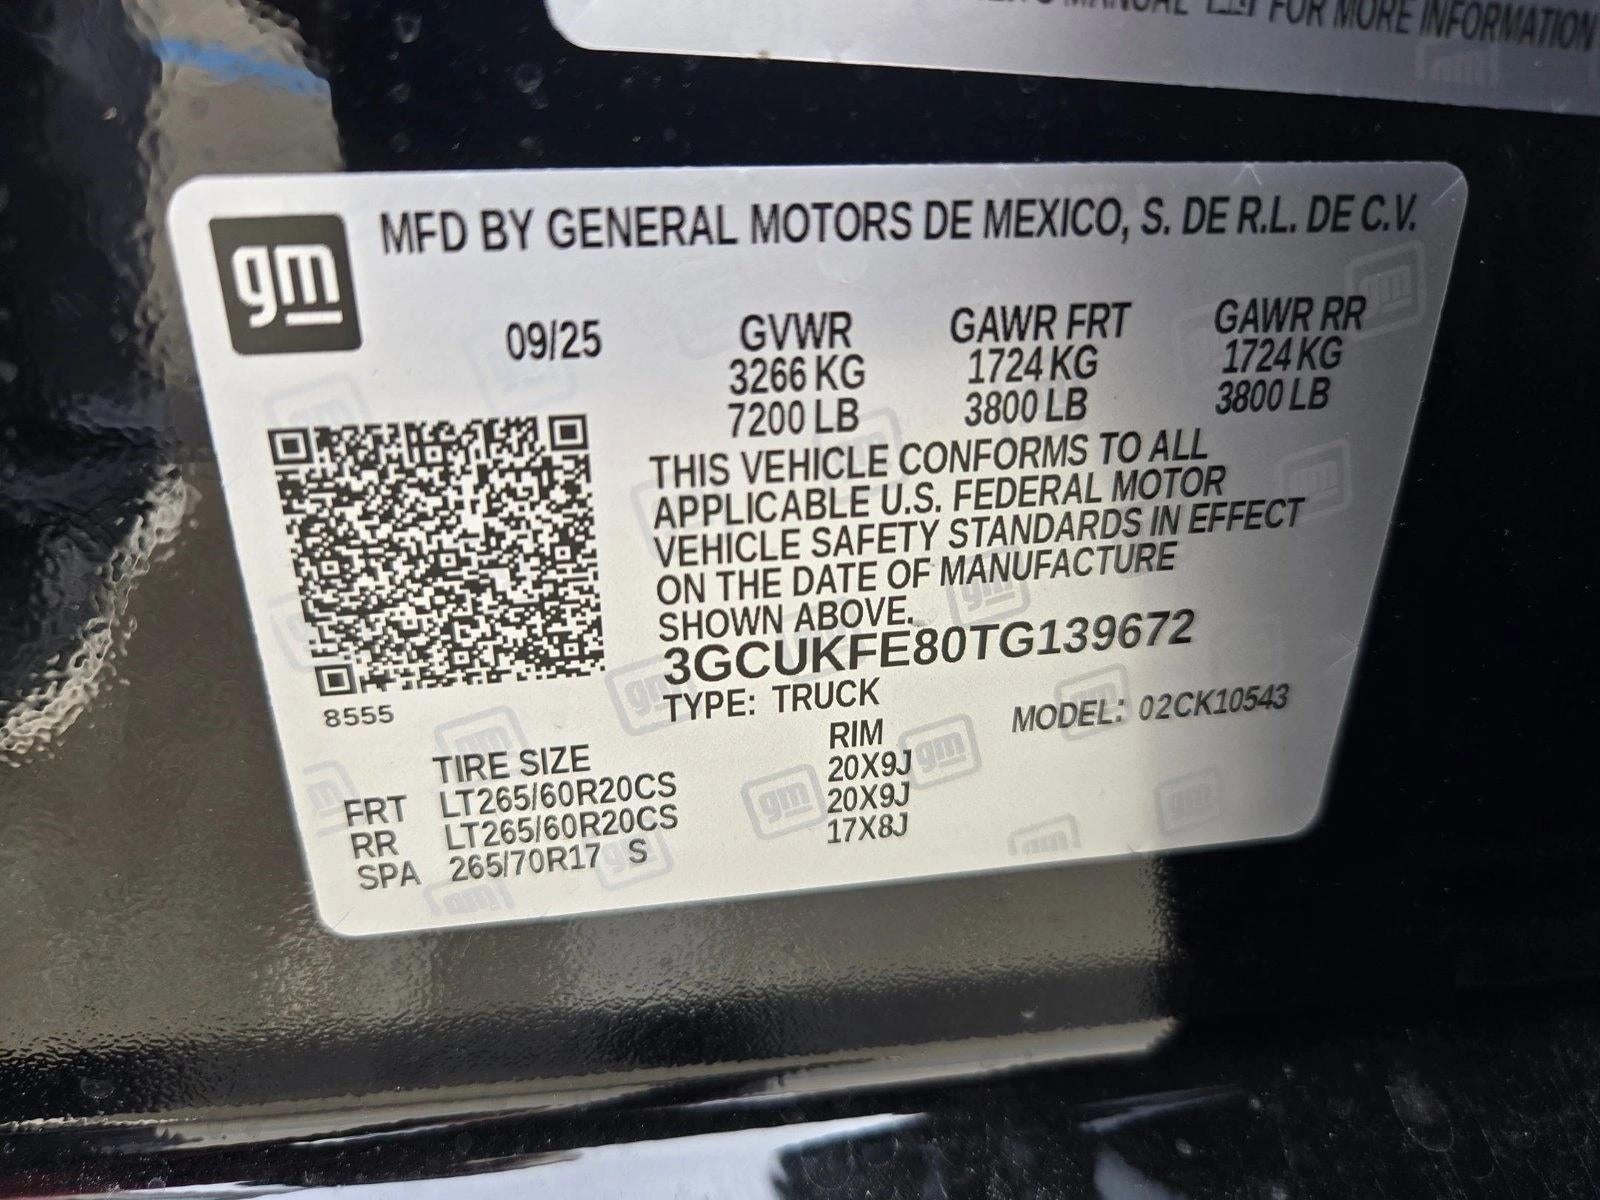 MANUAL FOR MORE INFORMATION
gm
MFD BY GENERAL MOTORS DE MEXICO, S. DE R.L. DE C.V.
09/25
GVWR GAWR FRT GAWR RR
3266 KG 1724 KG 1724 KG
7200 LB 3800 LB 3800 LB
THIS VEHICLE CONFORMS TO ALL
APPLICABLE U.S. FEDERAL MOTOR
VEHICLE SAFETY STANDARDS IN EFFECT
ON THE DATE OF MANUFACTURE
SHOWN ABOVE.
3GCUKFE80TG139672
TYPE: TRUCK MODEL: 02CK10543
8555
TIRE SIZE RIM
FRT LT265/60R20CS 20X9J
RR LT265/60R20CS 20X9J
SPA 265/70R17 S 17X8J